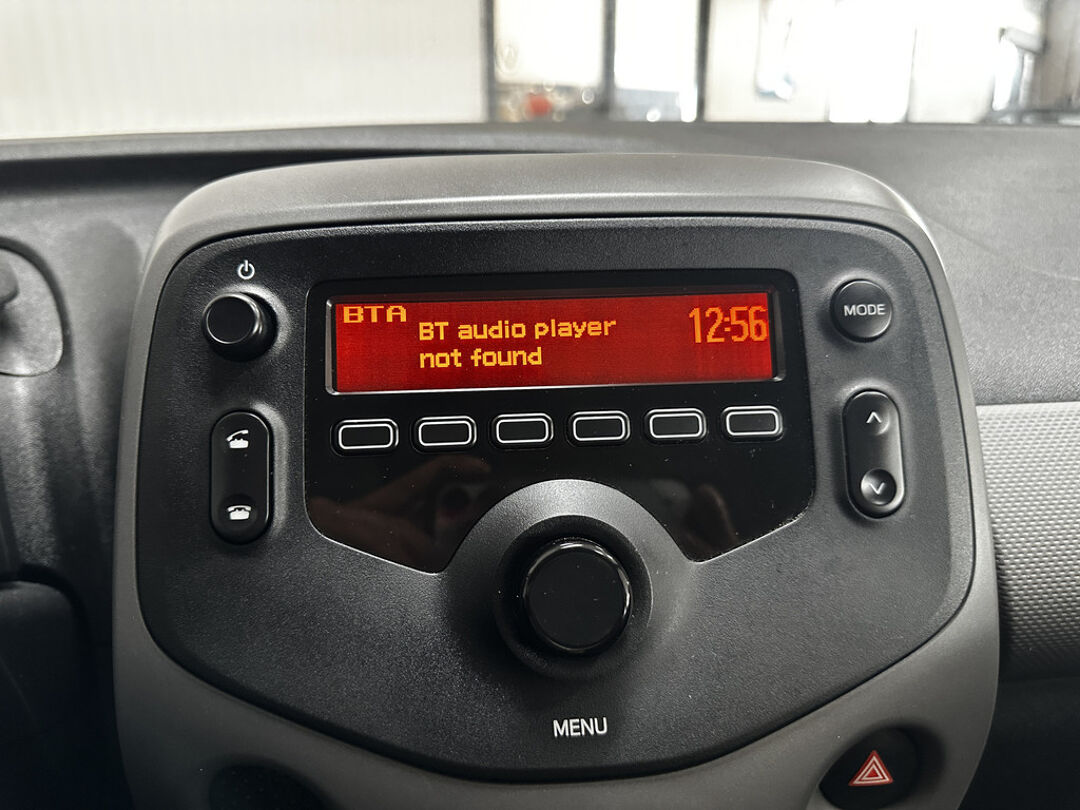 BTA
BT audio player
not found
12:56
MODE
MENU